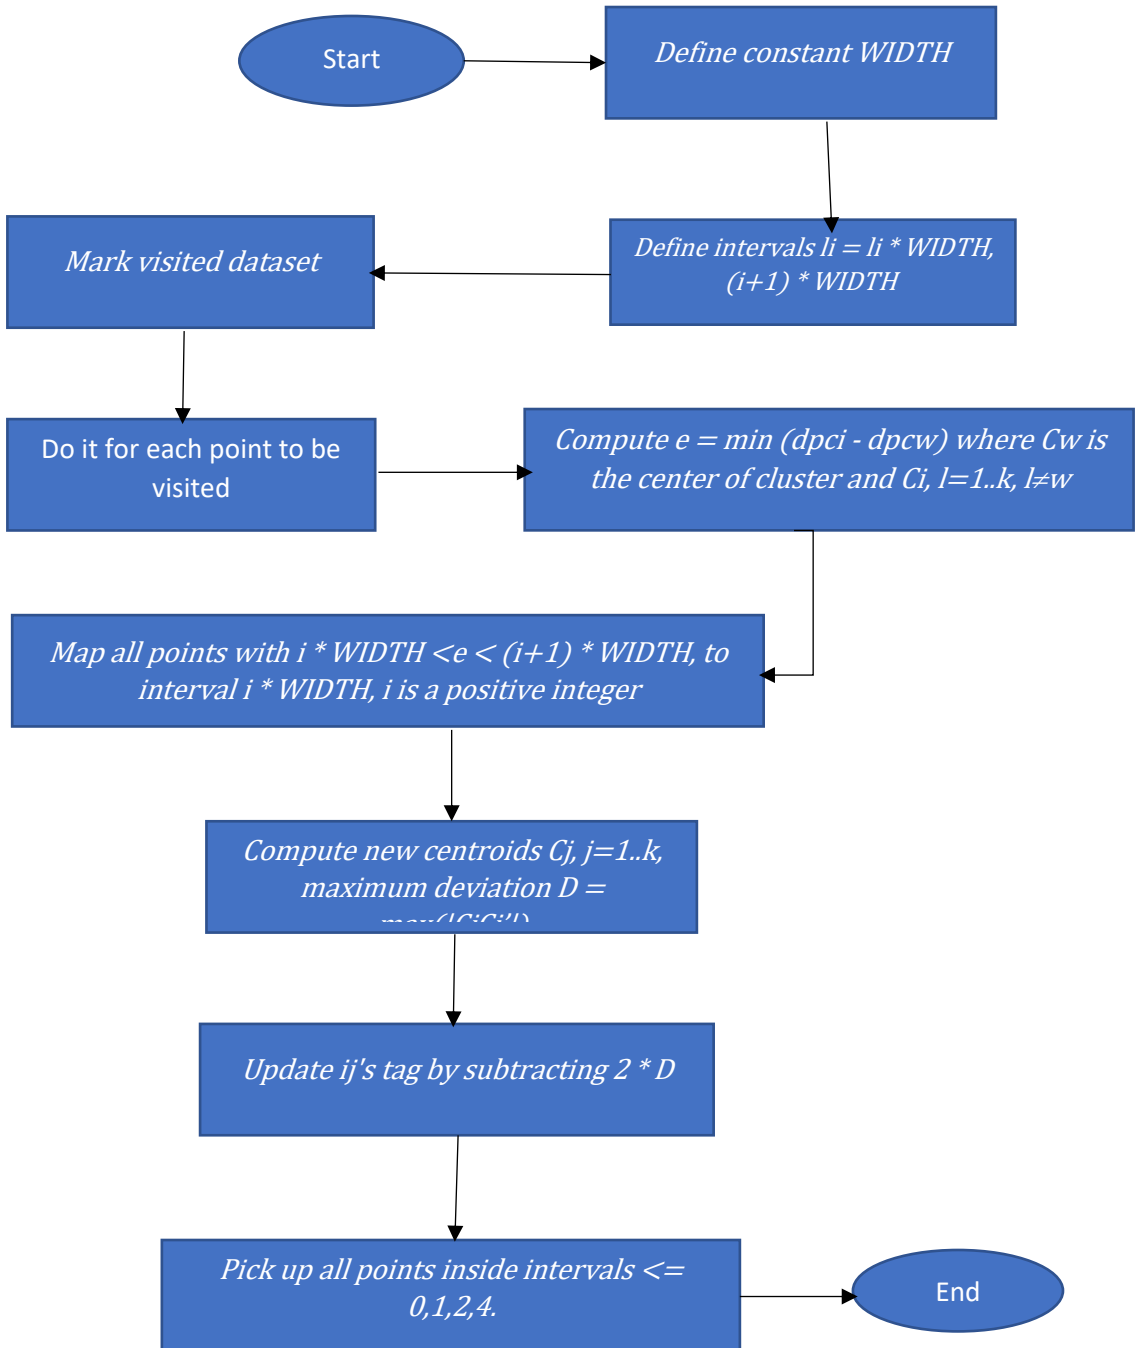 Start
Define constant WIDTH
Define intervals li = li * WIDTH,
(i+1) * WIDTH
Mark visited dataset
Do it for each point to be
visited
Compute e = min (dpci - dpcw) where Cw is
the center of cluster and Ci, l=1..k, l≠w
Map all points with i * WIDTH <e < (i+1) * WIDTH, to
interval i * WIDTH, i is a positive integer
Compute new centroids Cj, j=1..k,
maximum deviation D =
Update ij's tag by subtracting 2 * D
Pick up all points inside intervals <=
0,1,2,4.
End